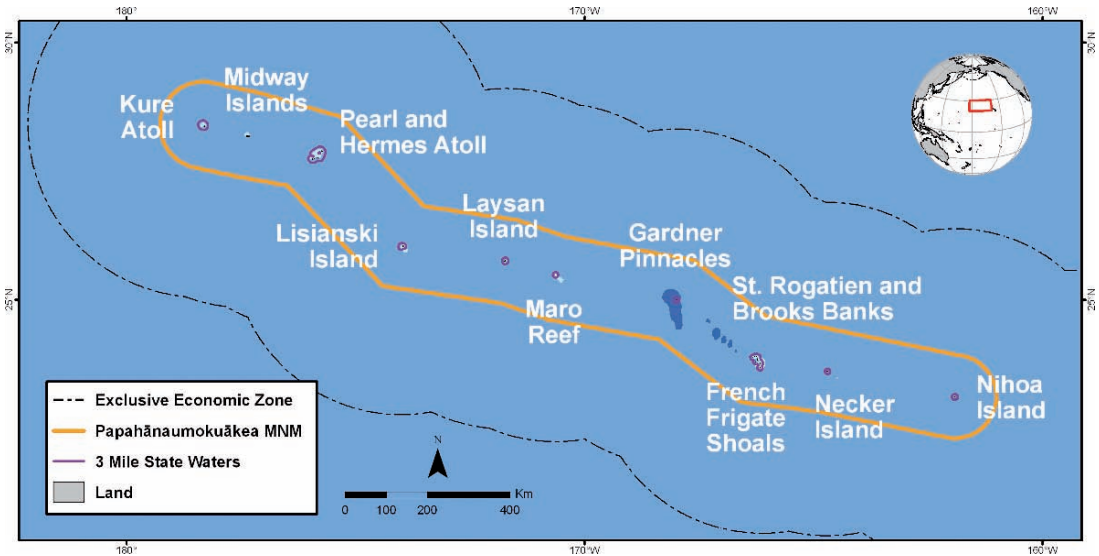 180°
170°W
160°W
30°N
30°N
Midway
Islands
Kure
Atoll
Pearl and
Hermes Atoll
Laysan
Island
Lisianski
Island
Gardner
Pinnacles
St. Rogatien and
Brooks Banks
25°N
25°N
Maro
Reef
French
Frigate
Shoals
Necker
Island
Nihoa
Island
Exclusive Economic Zone
Papahānaumokuākea MNM
3 Mile State Waters
Land
N
Km
0 100 200 400
180°
170°W
160°W